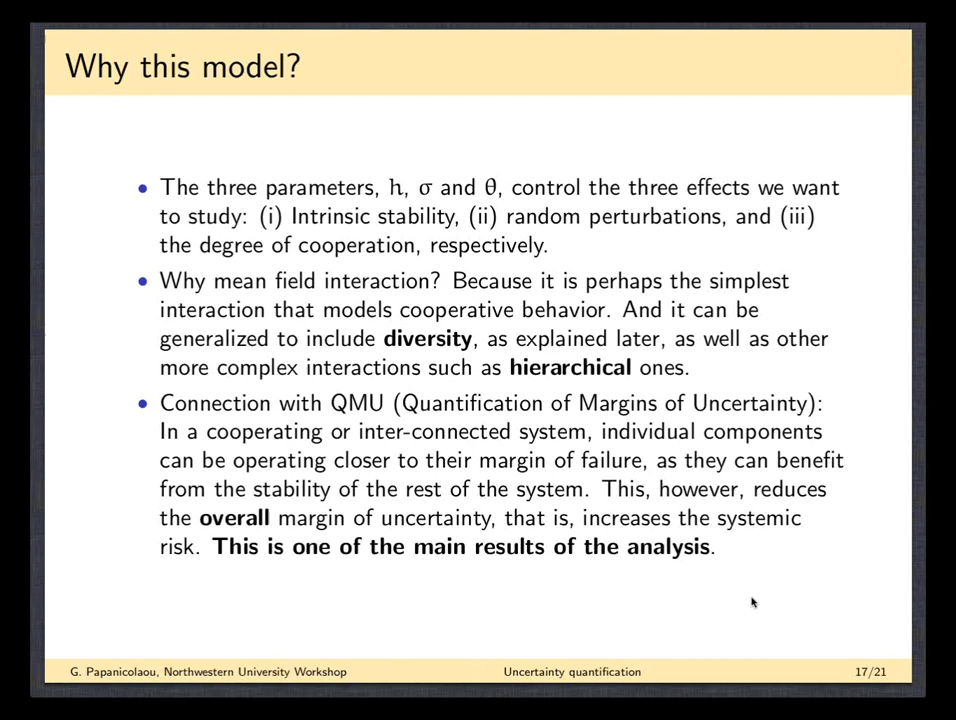 Why this model?
• The three parameters, h, σ and θ, control the three effects we want
to study: (i) Intrinsic stability, (ii) random perturbations, and (iii)
the degree of cooperation, respectively.
• Why mean field interaction? Because it is perhaps the simplest
interaction that models cooperative behavior. And it can be
generalized to include diversity, as explained later, as well as other
more complex interactions such as hierarchical ones.
• Connection with QMU (Quantification of Margins of Uncertainty):
In a cooperating or inter-connected system, individual components
can be operating closer to their margin of failure, as they can benefit
from the stability of the rest of the system. This, however, reduces
the overall margin of uncertainty, that is, increases the systemic
risk. This is one of the main results of the analysis.
G. Papanicolaou, Northwestern University Workshop
Uncertainty quantification
17/21